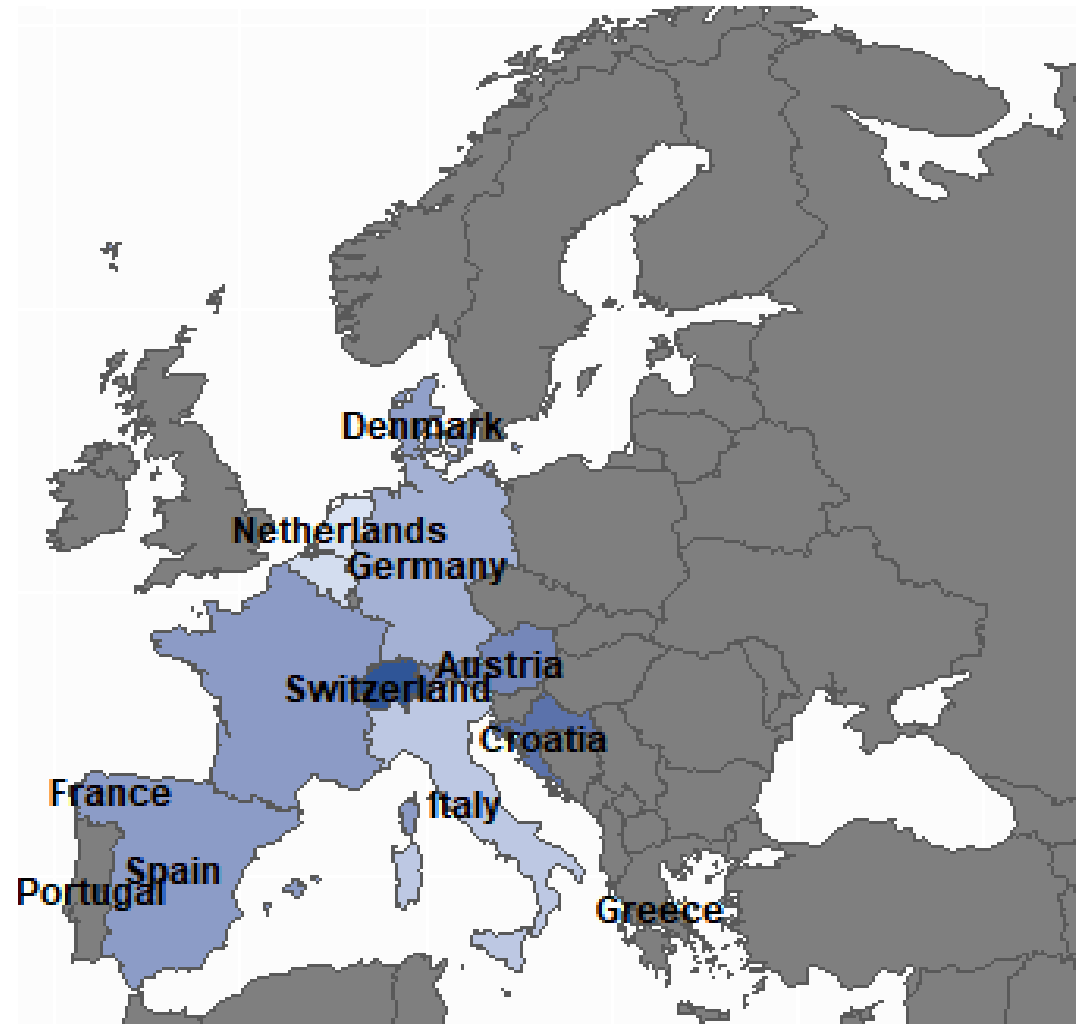 Denmark
Netherlands
Germany
Austria
Switzerland
Croatia
France
Italy
Spain
Portugal
Greece